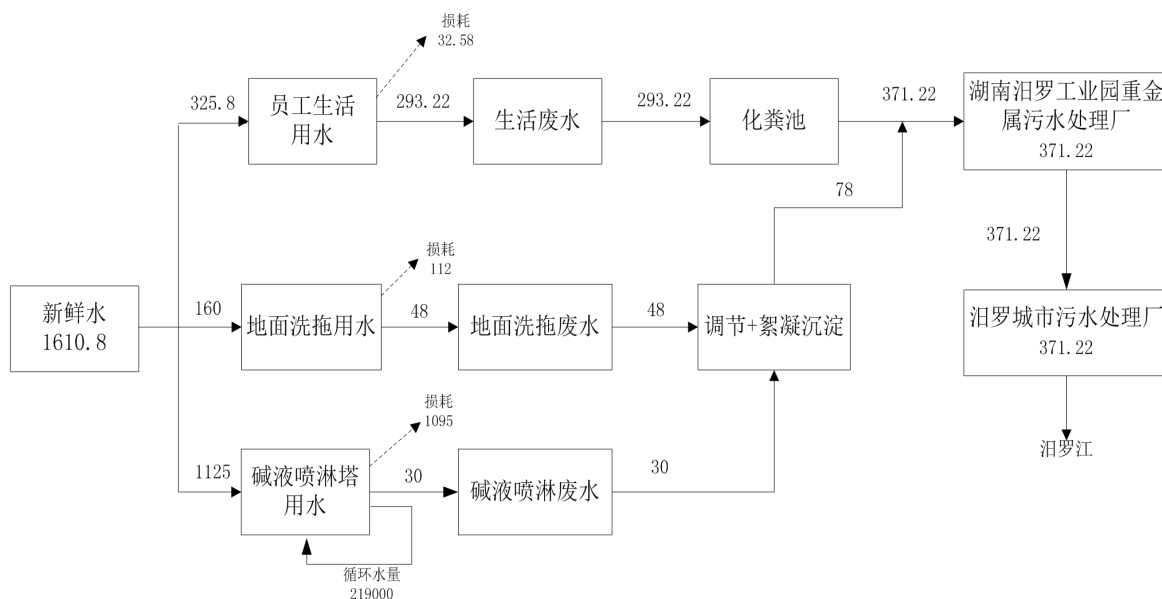 损耗
32.58
325.8
员工生活
用水
293.22
生活废水
293.22
化粪池
371.22
湖南汨罗工业园重金
属污水处理厂
371.22
78
371.22
新鲜水
1610.8
160
地面洗拖用水
损耗
112
48
地面洗拖废水
48
调节+絮凝沉淀
汨罗城市污水处理厂
371.22
汨罗江
1125
碱液喷淋塔
用水
损耗
1095
30
碱液喷淋废水
30
循环水量
219000